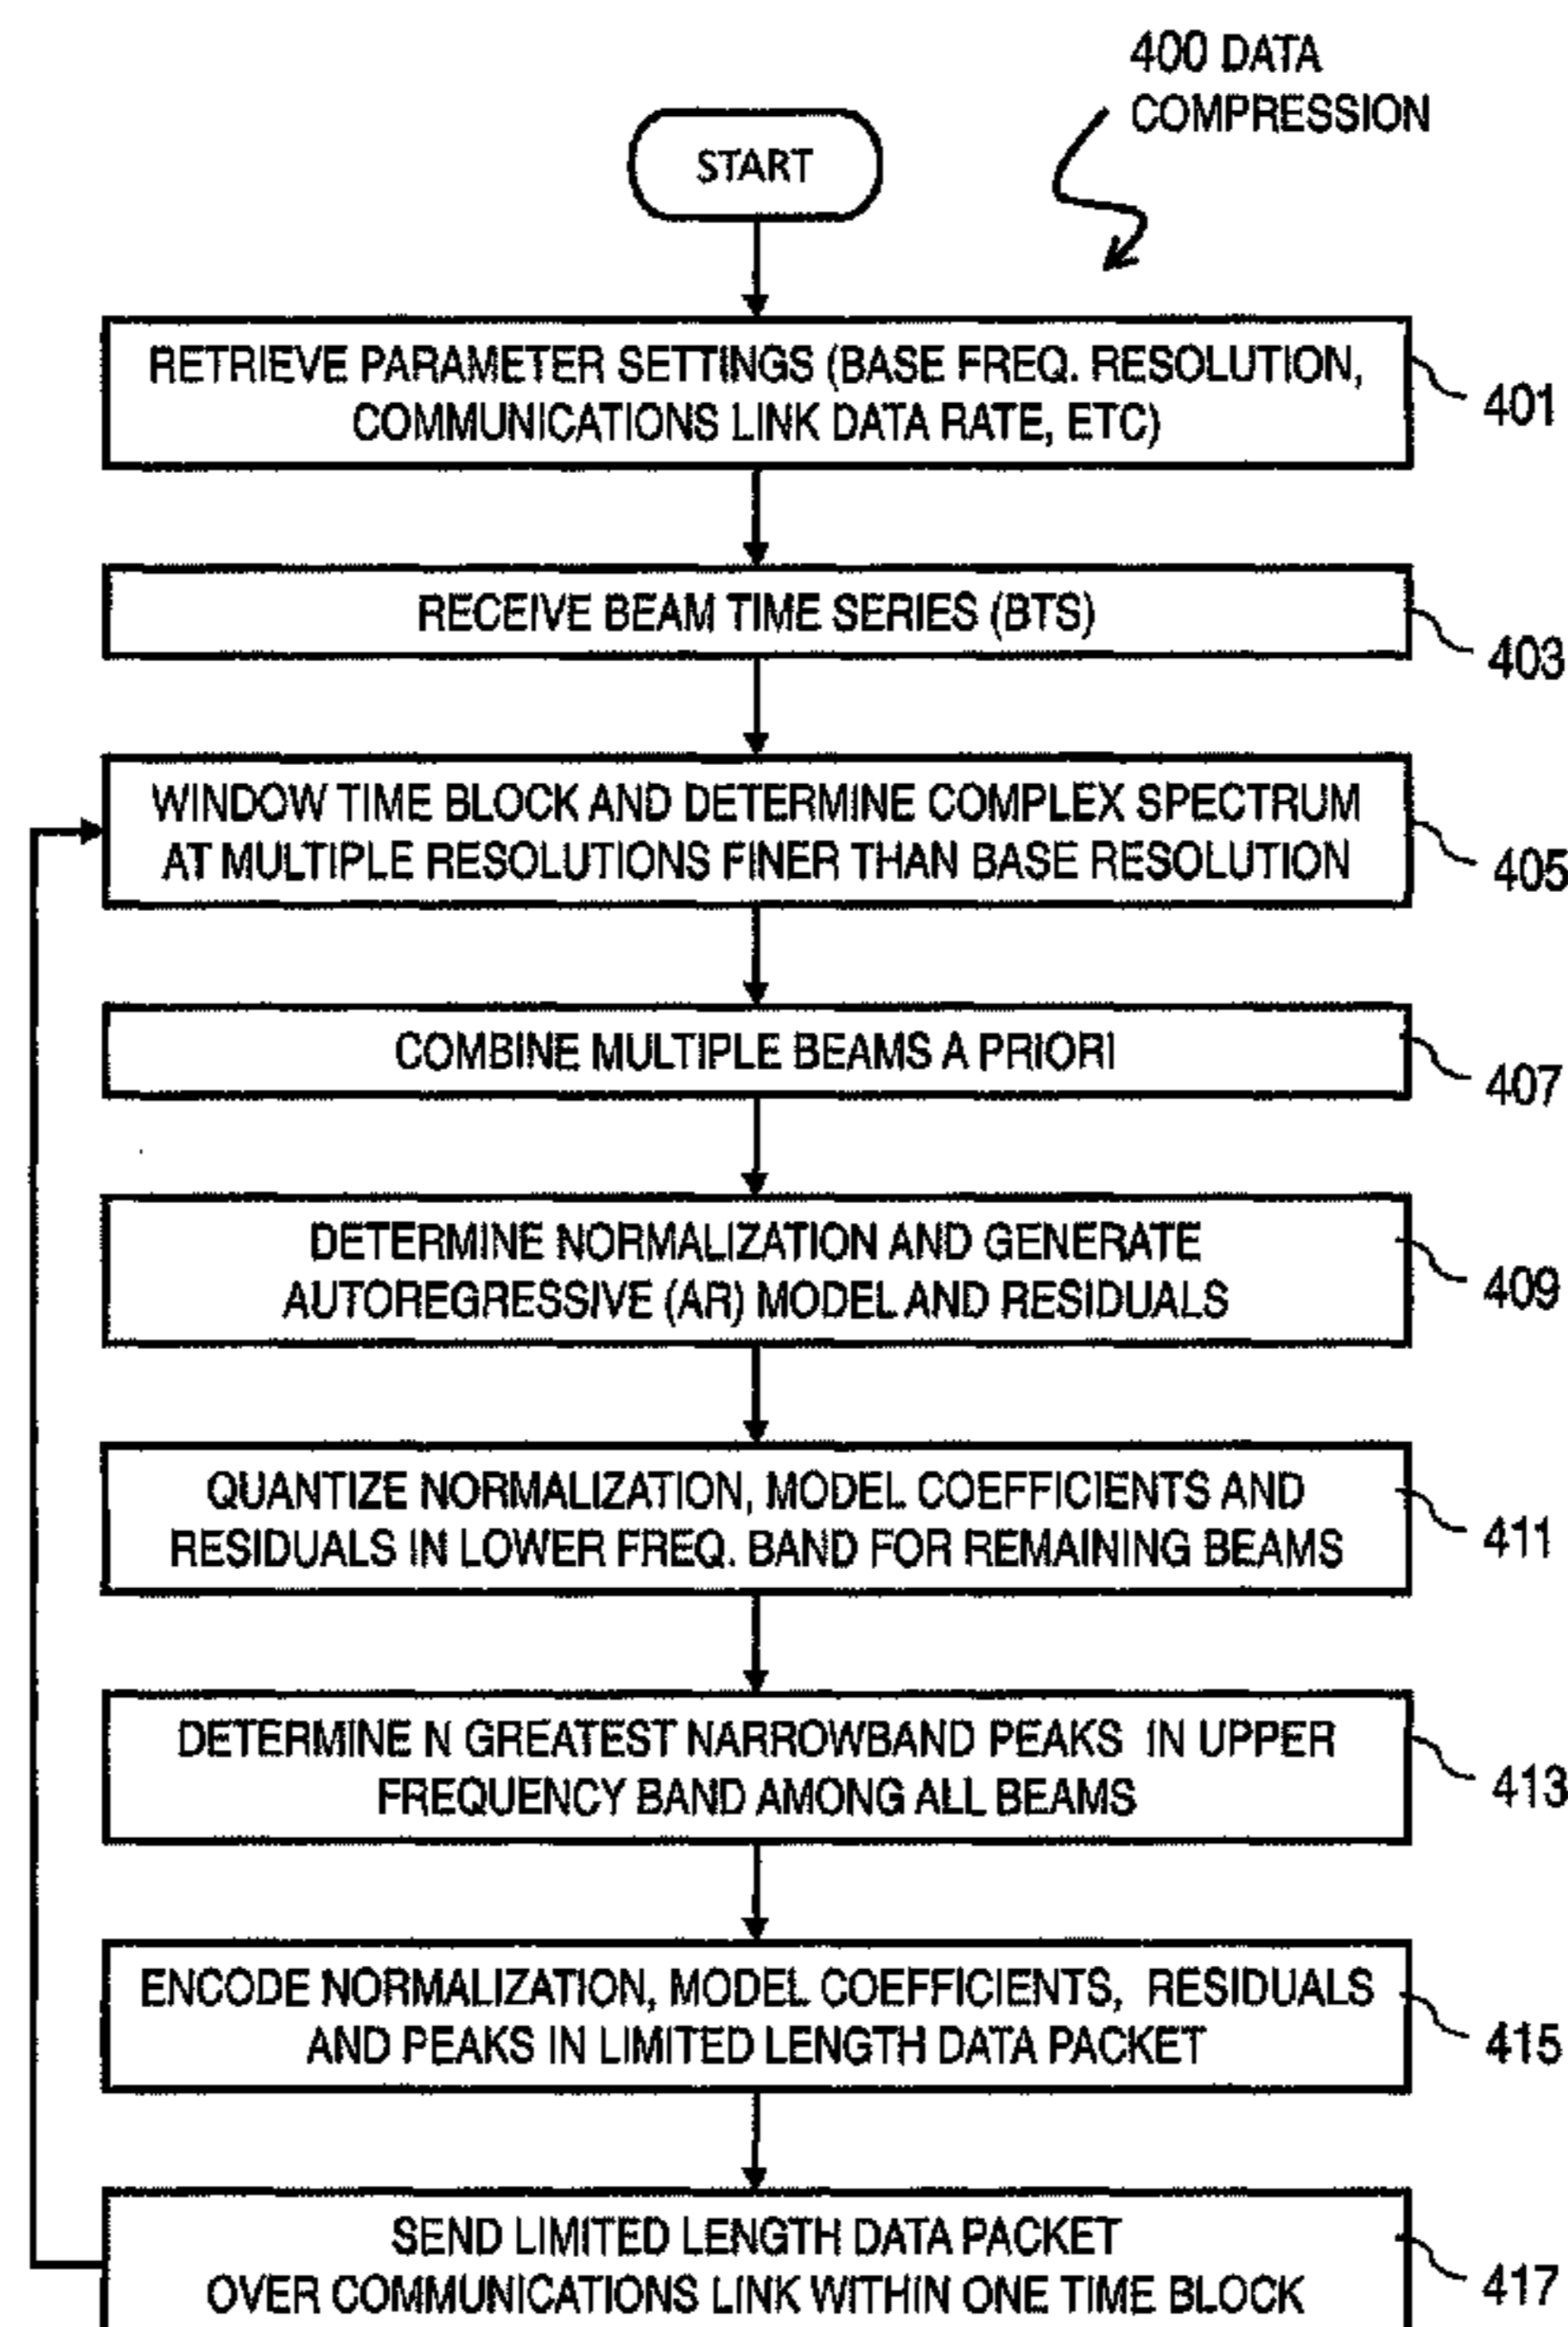 400 DATA
COMPRESSION
START
RETRIEVE PARAMETER SETTINGS (BASE FREQ. RESOLUTION,
COMMUNICATIONS LINK DATA RATE, ETC)
401
RECEIVE BEAM TIME SERIES (BTS)
403
WINDOW TIME BLOCK AND DETERMINE COMPLEX SPECTRUM
AT MULTIPLE RESOLUTIONS FINER THAN BASE RESOLUTION
405
COMBINE MULTIPLE BEAMS A PRIORI
407
DETERMINE NORMALIZATION AND GENERATE
AUTOREGRESSIVE (AR) MODEL AND RESIDUALS
409
QUANTIZE NORMALIZATION, MODEL COEFFICIENTS AND
RESIDUALS IN LOWER FREQ. BAND FOR REMAINING BEAMS
411
DETERMINE N GREATEST NARROWBAND PEAKS IN UPPER
FREQUENCY BAND AMONG ALL BEAMS
413
ENCODE NORMALIZATION, MODEL COEFFICIENTS, RESIDUALS
AND PEAKS IN LIMITED LENGTH DATA PACKET
415
SEND LIMITED LENGTH DATA PACKET
OVER COMMUNICATIONS LINK WITHIN ONE TIME BLOCK
417